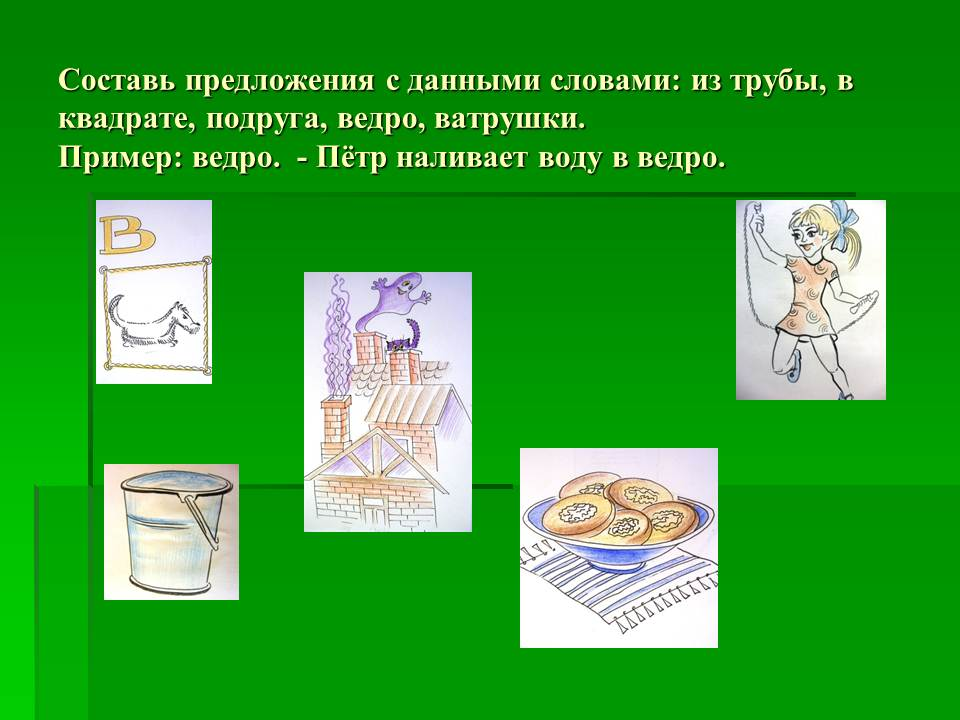 Составь предложения с данными словами: из трубы, в
квадрате, подруга, ведро, ватрушки.
Пример: ведро.  - Пётр наливает воду в ведро.
В